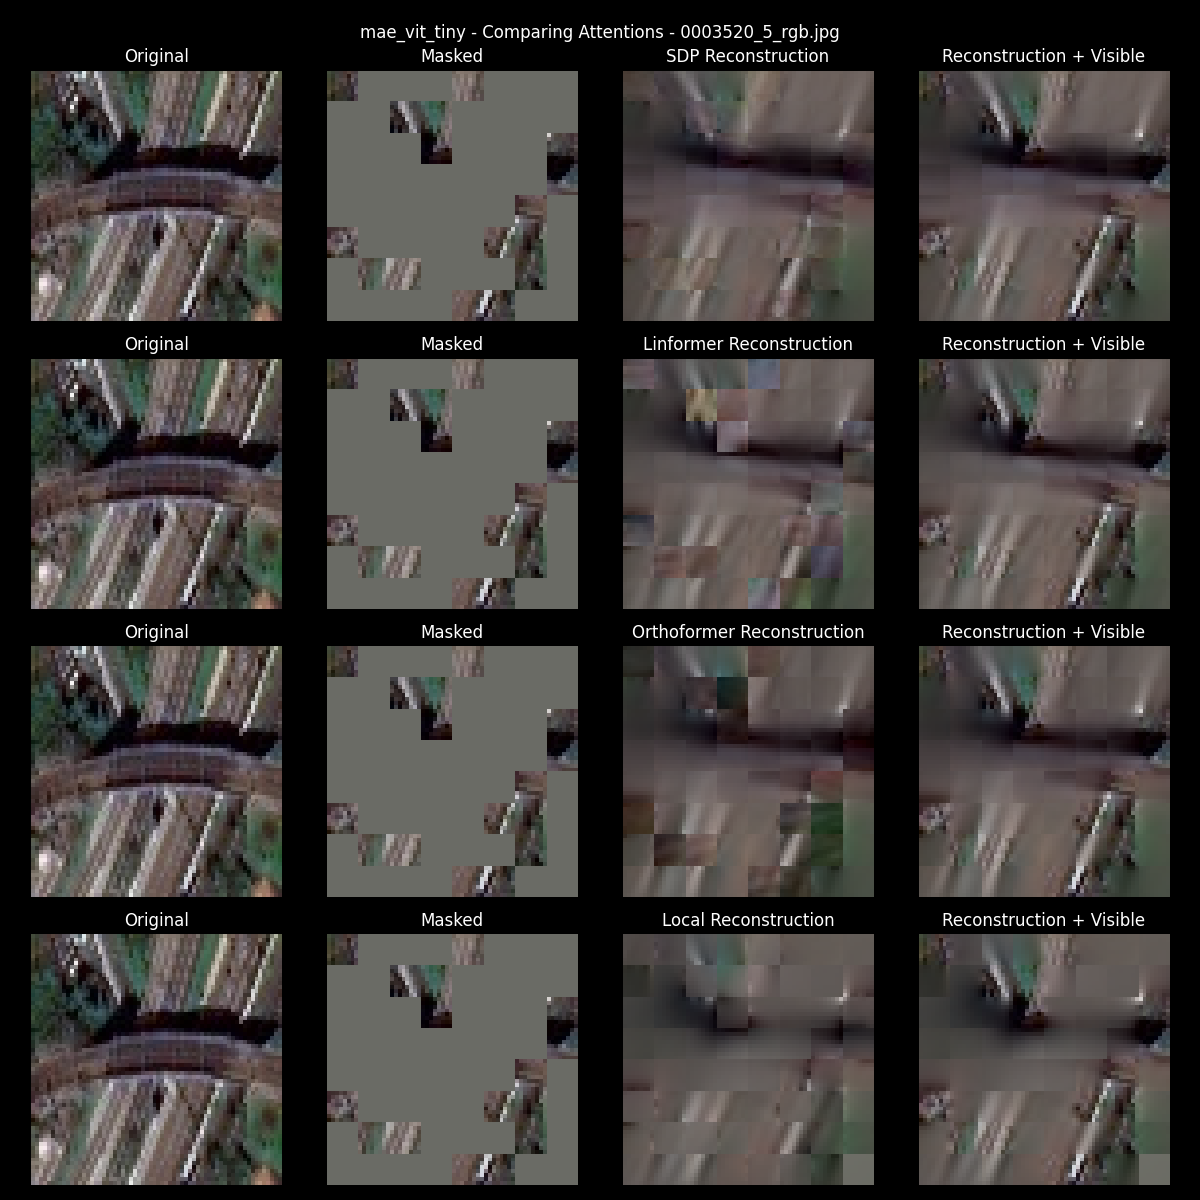 mae_vit_tiny - Comparing Attentions - 0003520_5_rgb.jpg
Original Masked SDP Reconstruction Reconstruction + Visible
Original Masked Linformer Reconstruction Reconstruction + Visible
Original Masked Orthoformer Reconstruction Reconstruction + Visible
Original Masked Local Reconstruction Reconstruction + Visible